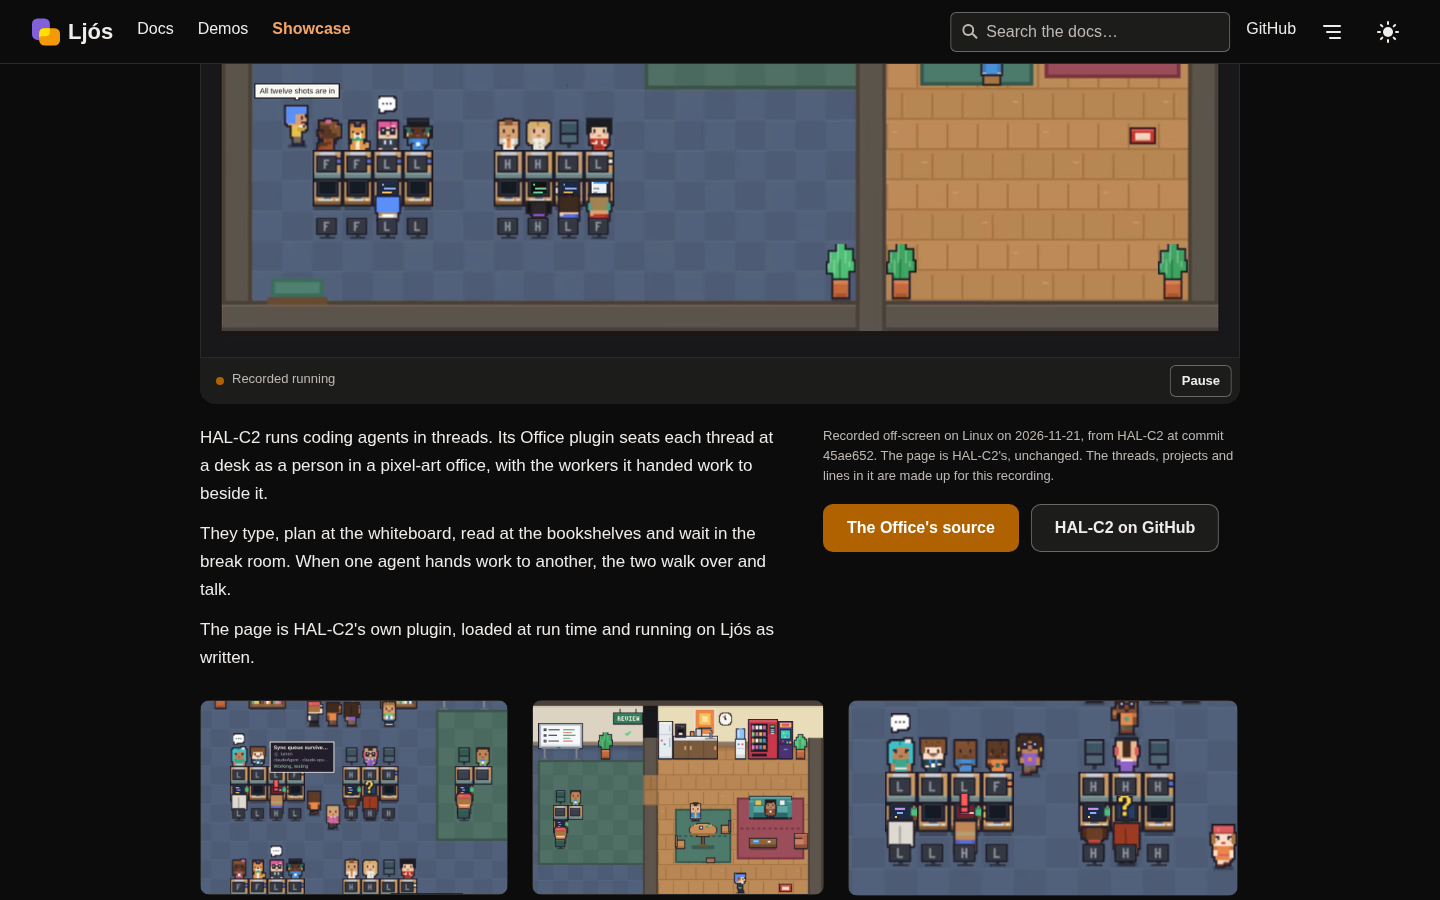 Ljós
Docs
Demos
Showcase
Search the docs…
GitHub
All twelve shots are in
F F L L
H H L L
F F L L
H H L F
Recorded running
Pause
HAL-C2 runs coding agents in threads. Its Office plugin seats each thread at
a desk as a person in a pixel-art office, with the workers it handed work to
beside it.
They type, plan at the whiteboard, read at the bookshelves and wait in the
break room. When one agent hands work to another, the two walk over and
talk.
The page is HAL-C2's own plugin, loaded at run time and running on Ljós as
written.
Recorded off-screen on Linux on 2026-11-21, from HAL-C2 at commit
45ae652. The page is HAL-C2's, unchanged. The threads, projects and
lines in it are made up for this recording.
The Office's source
HAL-C2 on GitHub
Sync queue survive...
Working, issuing
L L H L
H H H
F F L L
H H L L
REVIEW
L L L F
H H H
?
L L H L
H H H